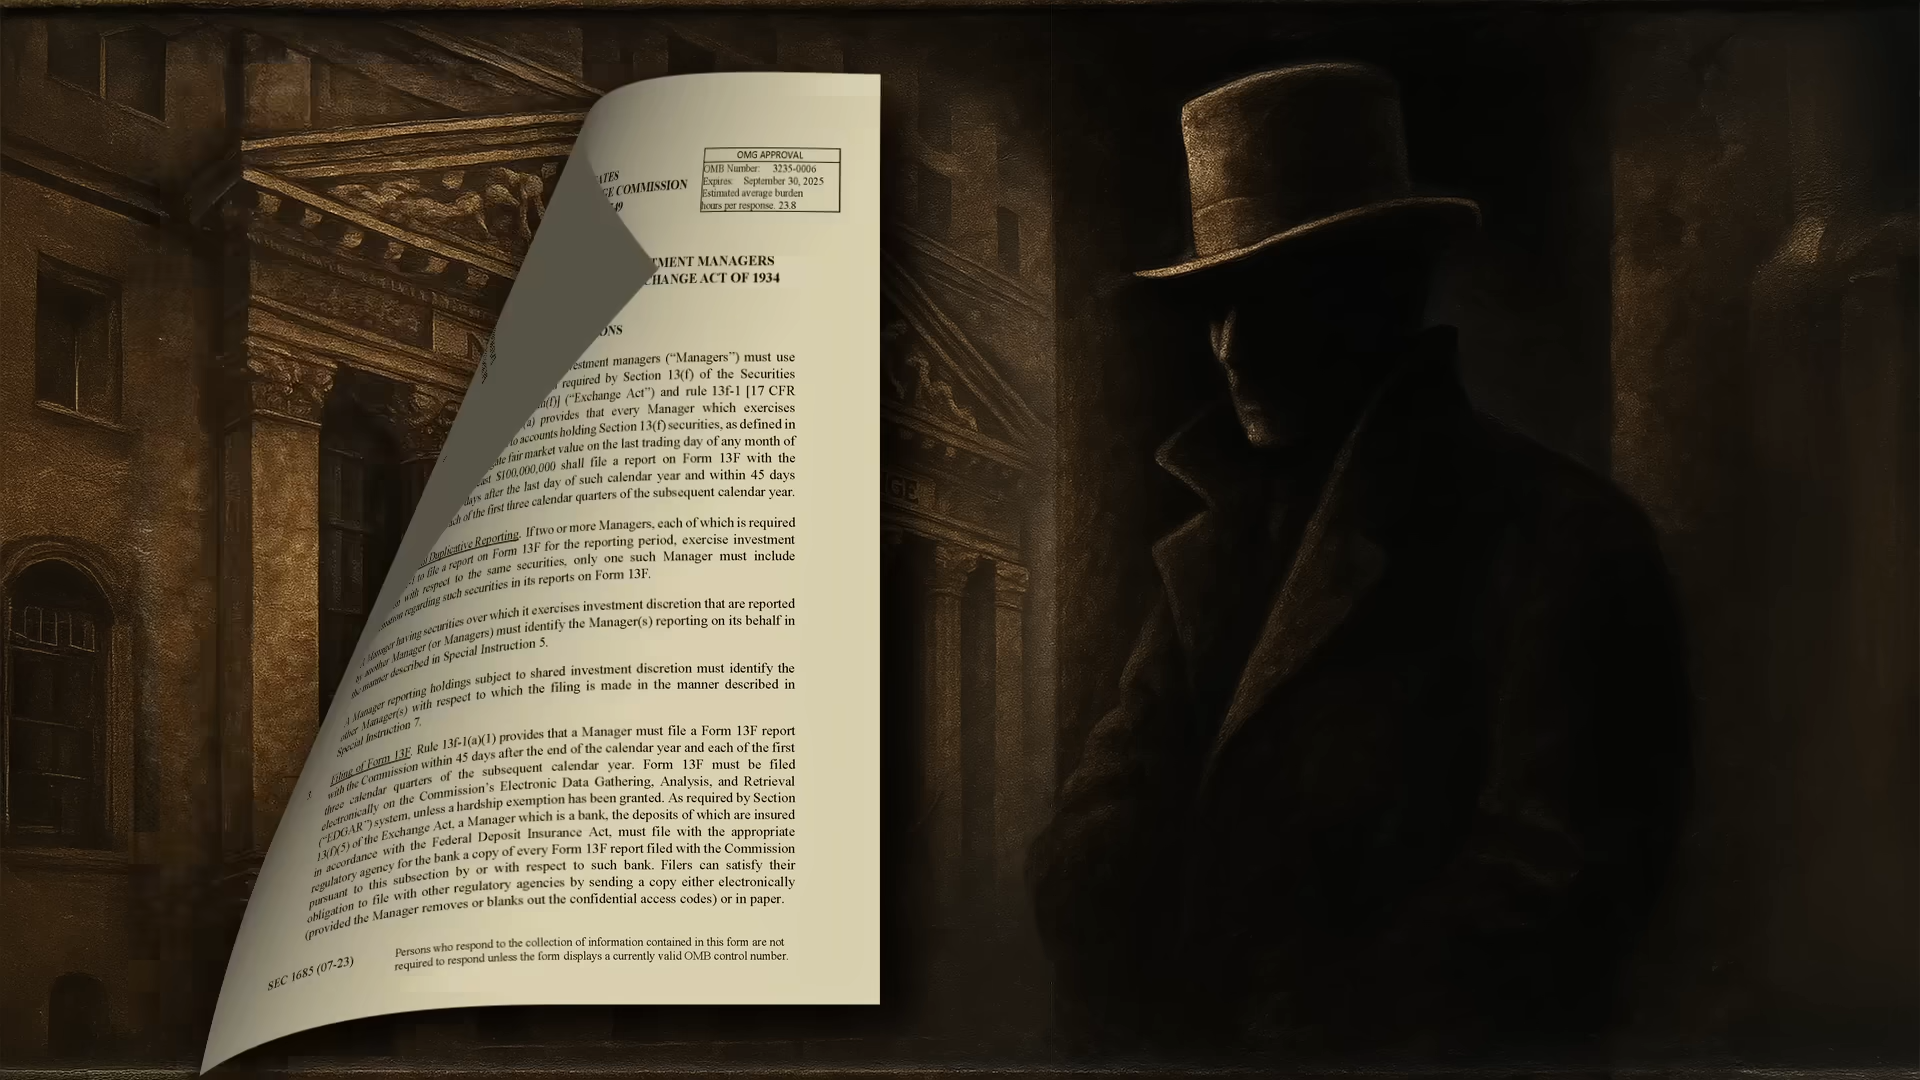 OMG APPROVAL
OMB Number: 3235-0006
Expires: September 30, 2025
Estimated average burden
hours per response. 23.8
COMMISSION
MANAGERS
ACT OF 1934
managers (“Managers”) must use
required by Section 13(f) of the Securities
(“Exchange Act”) and rule 13f-1 [17 CFR
provides that every Manager which exercises
to accounts holding Section 13(f) securities, as defined in
fair market value on the last trading day of any month of
$100,000,000 shall file a report on Form 13F with the
days after the last day of such calendar year and within 45 days
of the first three calendar quarters of the subsequent calendar year.
Duplicative Reporting. If two or more Managers, each of which is required
to file a report on Form 13F for the reporting period, exercise investment
with respect to the same securities, only one such Manager must include
regarding such securities in its reports on Form 13F.
A Manager having securities over which it exercises investment discretion that are reported
by another Manager (or Managers) must identify the Manager(s) reporting on its behalf in
the manner described in Special Instruction 5.
A Manager reporting holdings subject to shared investment discretion must identify the
other Manager(s) with respect to which the filing is made in the manner described in
Special Instruction 7.
3. Filing of Form 13F. Rule 13f-1(a)(1) provides that a Manager must file a Form 13F report
with the Commission within 45 days after the end of the calendar year and each of the first
three calendar quarters of the subsequent calendar year. Form 13F must be filed
electronically on the Commission’s Electronic Data Gathering, Analysis, and Retrieval
(“EDGAR”) system, unless a hardship exemption has been granted. As required by Section
13(f)(5) of the Exchange Act, a Manager which is a bank, the deposits of which are insured
in accordance with the Federal Deposit Insurance Act, must file with the appropriate
regulatory agency for the bank a copy of every Form 13F report filed with the Commission
pursuant to this subsection by or with respect to such bank. Filers can satisfy their
obligation to file with other regulatory agencies by sending a copy either electronically
(provided the Manager removes or blanks out the confidential access codes) or in paper.
Persons who respond to the collection of information contained in this form are not
required to respond unless the form displays a currently valid OMB control number.
SEC 1685 (07-23)